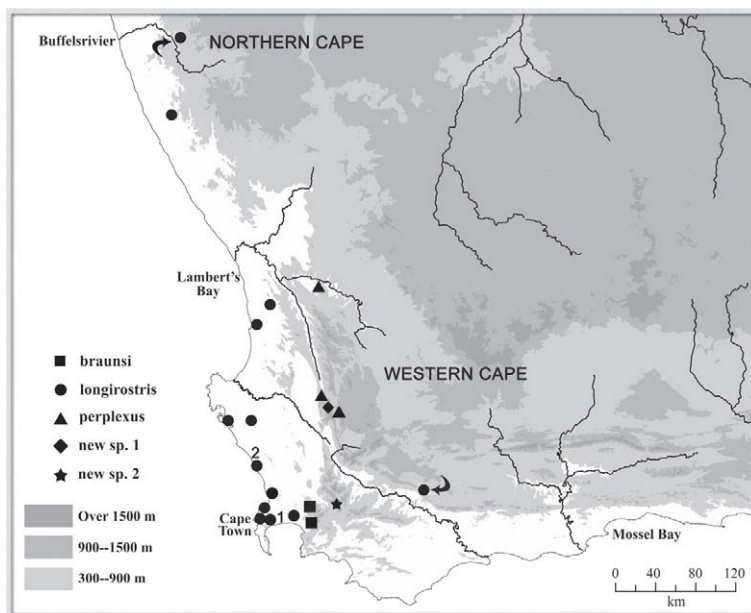 Buffelsrivier
NORTHERN CAPE
Lambert's
Bay
WESTERN CAPE
braunsi
longirostris
perplexus
new sp. 1
new sp. 2
2
1
Cape
Town
Mossel Bay
Over 1500 m
900--1500 m
300--900 m
0 40 80 120
km